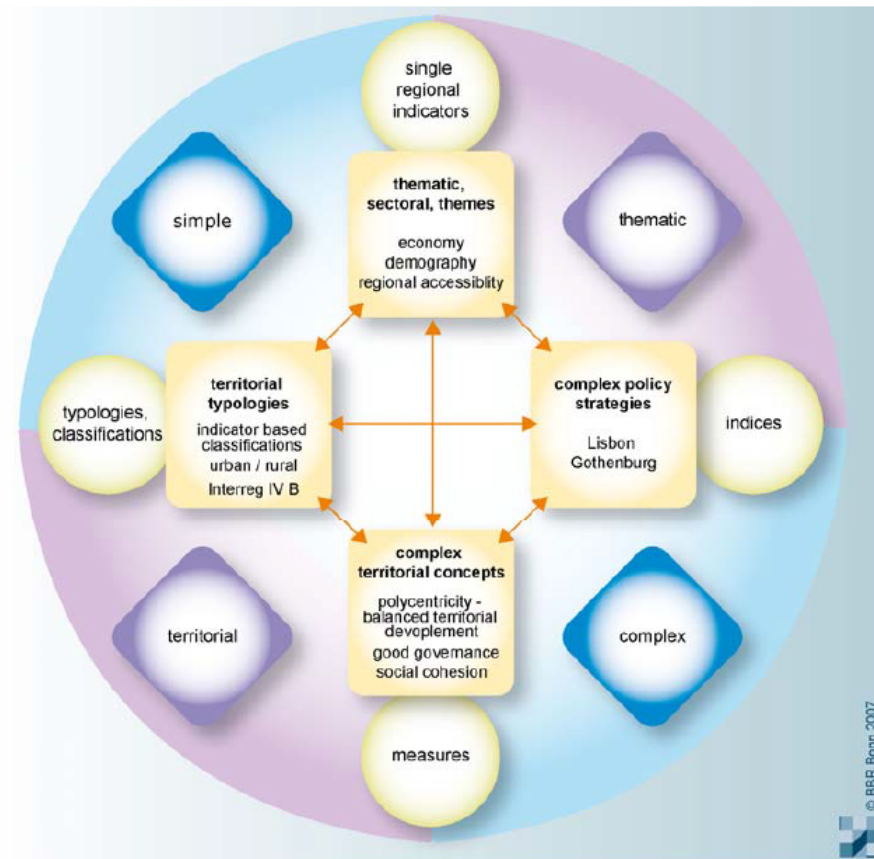 single
regional
indicators
thematic,
sectoral, themes
economy
demography
regional accessiblity
simple
thematic
typologies,
classifications
territorial
typologies
indicator based
classifications
urban / rural
Interreg IV B
complex policy
strategies
Lisbon
Gothenburg
indices
complex
territorial concepts
polycentricity -
balanced territorial
devoplement
good governance
social cohesion
territorial
complex
measures
© BBR Bonn 2007